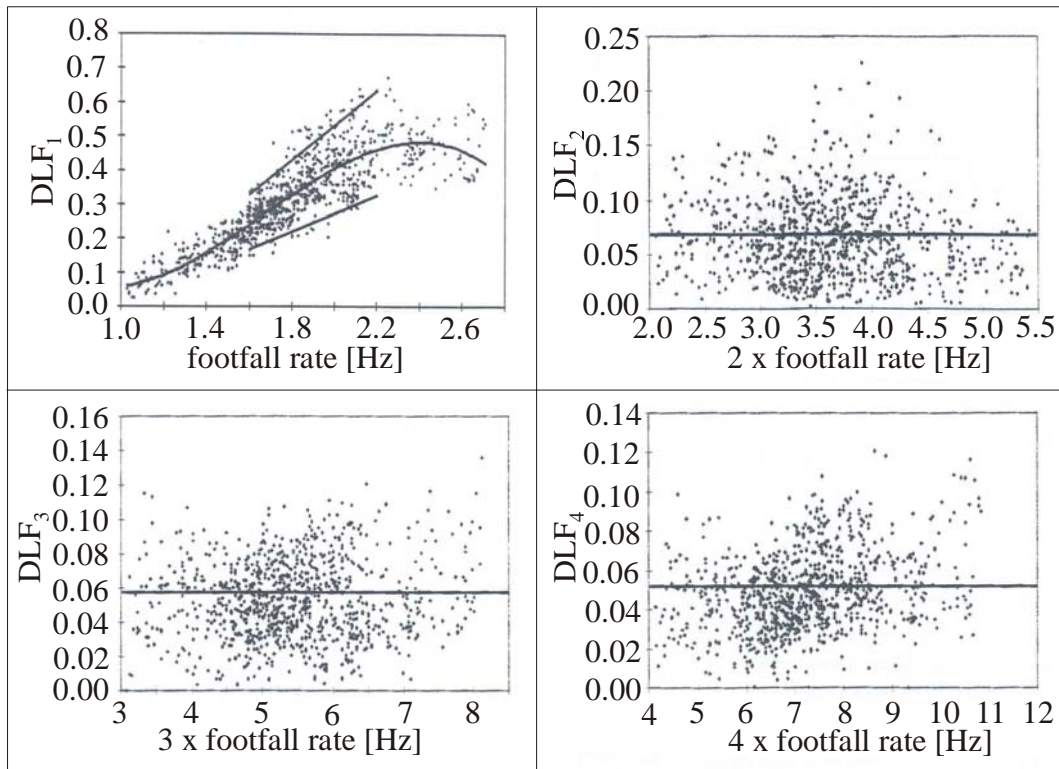 0.8
0.7
0.6
0.5
0.4
0.3
0.2
0.1
0.0
DLF₁
1.0 1.4 1.8 2.2 2.6
footfall rate [Hz]
0.25
0.20
0.15
0.10
0.05
0.00
DLF₂
2.0 2.5 3.0 3.5 4.0 4.5 5.0 5.5
2 x footfall rate [Hz]
0.16
0.14
0.12
0.10
0.08
0.06
0.04
0.02
0.00
DLF₃
3 4 5 6 7 8
3 x footfall rate [Hz]
0.14
0.12
0.10
0.08
0.06
0.04
0.02
0.00
DLF₄
4 5 6 7 8 9 10 11 12
4 x footfall rate [Hz]